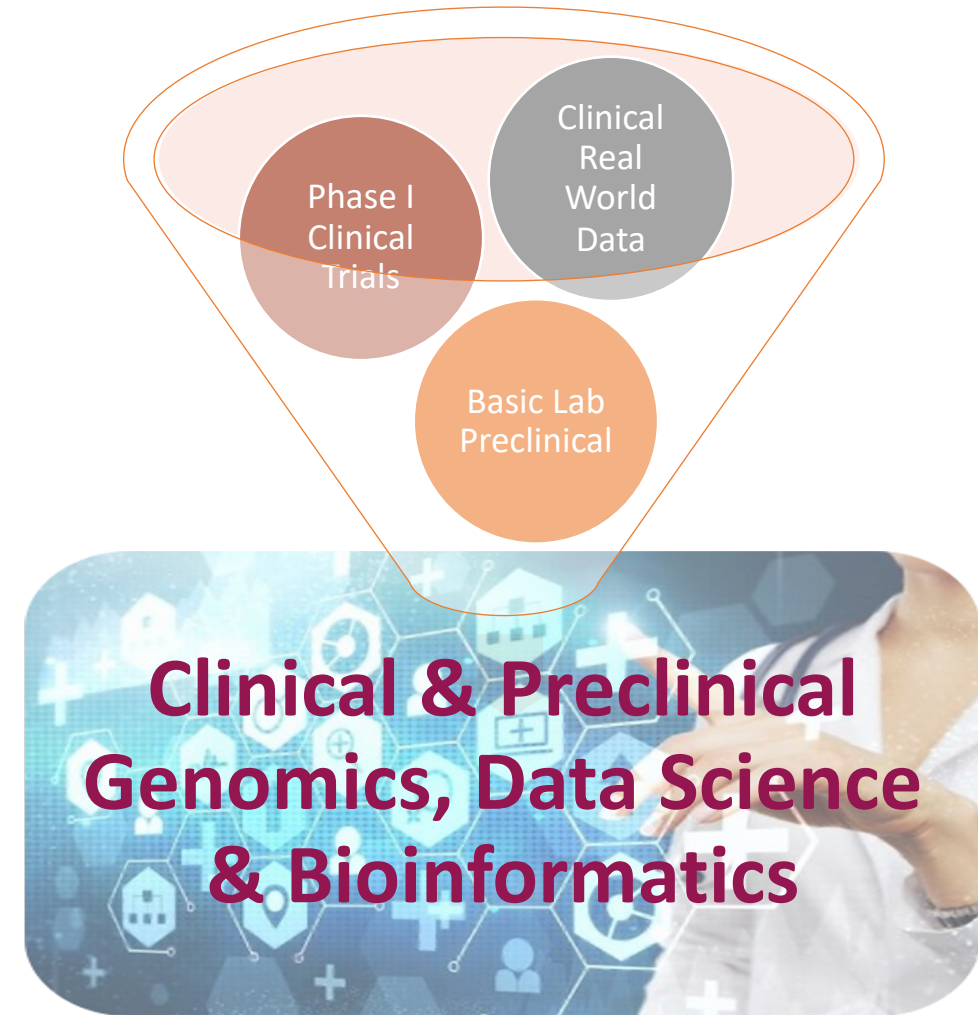 Clinical
Real
World
Data
Phase I
Clinical
Trials
Basic Lab
Preclinical
Clinical & Preclinical
Genomics, Data Science
& Bioinformatics